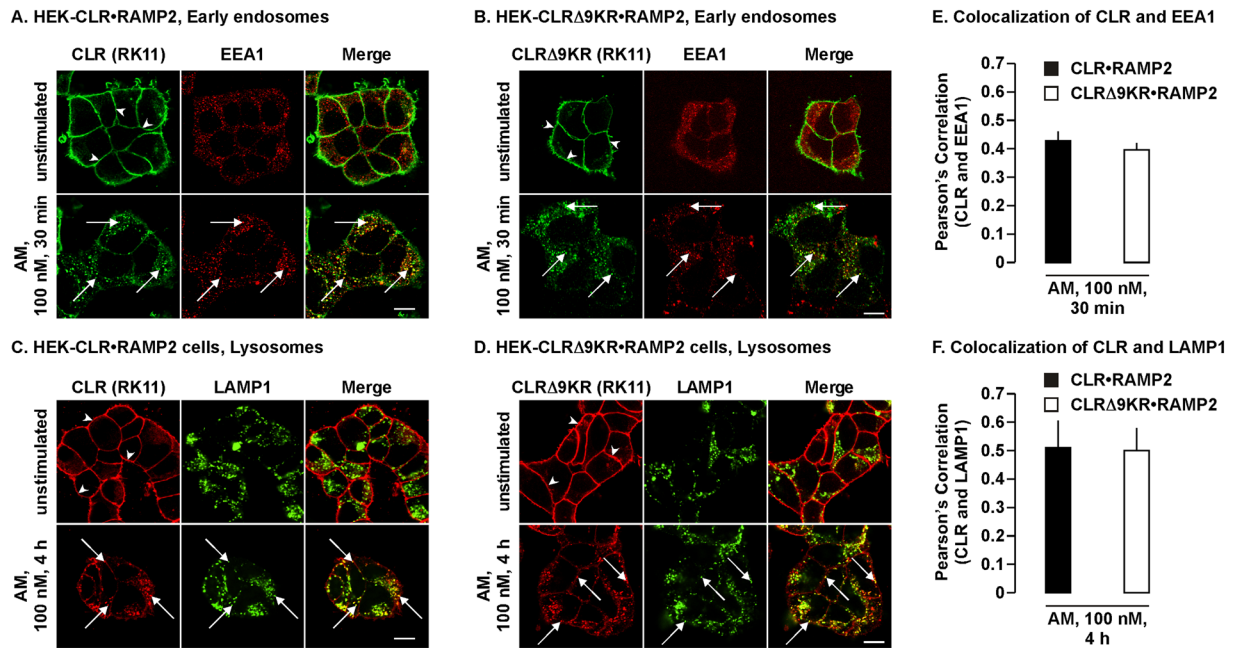 A. HEK-CLR•RAMP2, Early endosomes
CLR (RK11) EEA1 Merge
unstimulated
AM,
100 nM, 30 min
B. HEK-CLRΔ9KR•RAMP2, Early endosomes
CLRΔ9KR (RK11) EEA1 Merge
unstimulated
AM,
100 nM, 30 min
E. Colocalization of CLR and EEA1
CLR•RAMP2
CLRΔ9KR•RAMP2
Pearson's Correlation
(CLR and EEA1)
0.7
0.6
0.5
0.4
0.3
0.2
0.1
0
AM, 100 nM,
30 min
C. HEK-CLR•RAMP2 cells, Lysosomes
CLR (RK11) LAMP1 Merge
unstimulated
AM,
100 nM, 4 h
D. HEK-CLRΔ9KR•RAMP2 cells, Lysosomes
CLRΔ9KR (RK11) LAMP1 Merge
unstimulated
AM,
100 nM, 4 h
F. Colocalization of CLR and LAMP1
CLR•RAMP2
CLRΔ9KR•RAMP2
Pearson's Correlation
(CLR and LAMP1)
0.7
0.6
0.5
0.4
0.3
0.2
0.1
0
AM, 100 nM,
4 h